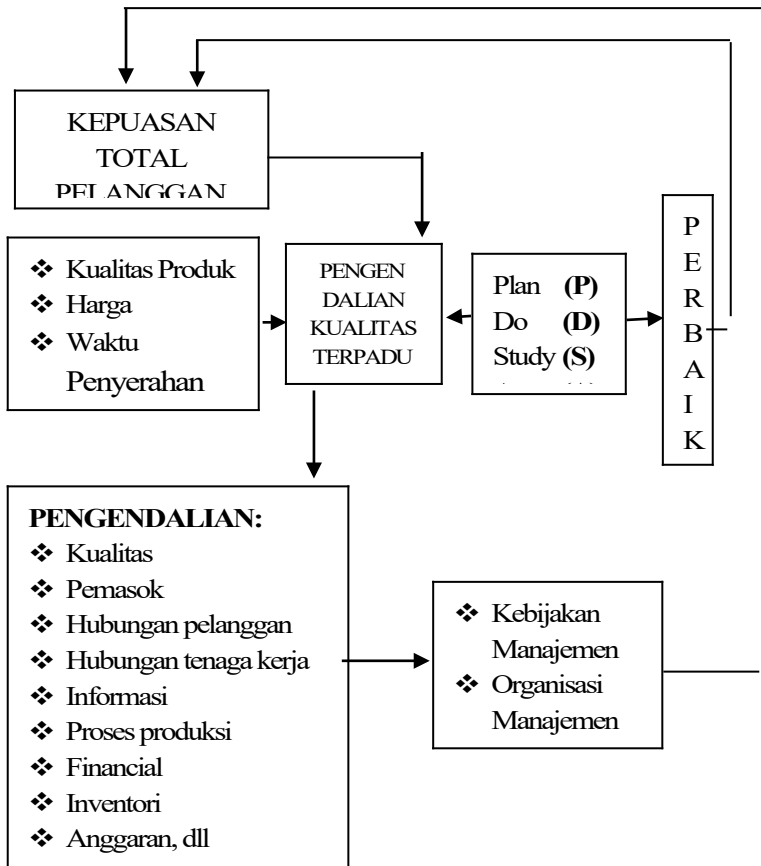 KEPUASAN
TOTAL
PELANGGAN
❖ Kualitas Produk
❖ Harga
❖ Waktu
Penyerahan
PENGEN
DALIAN
KUALITAS
TERPADU
Plan (P)
Do (D)
Study (S)
P
E
R
B
A
I
K
PENGENDALIAN:
❖ Kualitas
❖ Pemasok
❖ Hubungan pelanggan
❖ Hubungan tenaga kerja
❖ Informasi
❖ Proses produksi
❖ Financial
❖ Inventori
❖ Anggaran, dll
❖ Kebijakan
Manajemen
❖ Organisasi
Manajemen